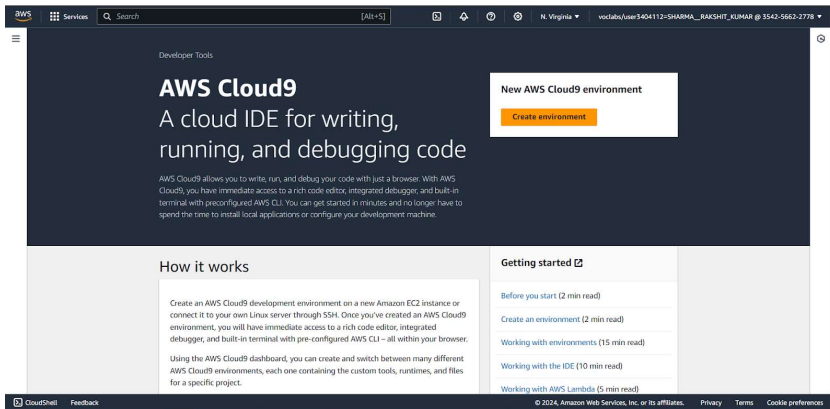 aws
Services
Search
[Alt+S]
N. Virginia
voclabs/user3404112=SHARMA__RAKSHIT_KUMAR @ 3542-5662-2778
Developer Tools
AWS Cloud9
A cloud IDE for writing,
running, and debugging code
AWS Cloud9 allows you to write, run, and debug your code with just a browser. With AWS
Cloud9, you have immediate access to a rich code editor, integrated debugger, and built-in
terminal with preconfigured AWS CLI. You can get started in minutes and no longer have to
spend the time to install local applications or configure your development machine.
New AWS Cloud9 environment
Create environment
How it works
Create an AWS Cloud9 development environment on a new Amazon EC2 instance or
connect it to your own Linux server through SSH. Once you've created an AWS Cloud9
environment, you will have immediate access to a rich code editor, integrated
debugger, and built-in terminal with pre-configured AWS CLI – all within your browser.
Using the AWS Cloud9 dashboard, you can create and switch between many different
AWS Cloud9 environments, each one containing the custom tools, runtimes, and files
for a specific project.
Getting started
Before you start (2 min read)
Create an environment (2 min read)
Working with environments (15 min read)
Working with the IDE (10 min read)
Working with AWS Lambda (5 min read)
CloudShell
Feedback
© 2024, Amazon Web Services, Inc. or its affiliates.
Privacy
Terms
Cookie preferences